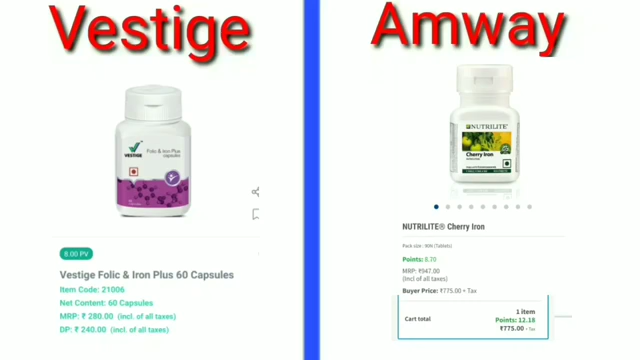 Vestige
Amway
VESTIGE
Folic & Iron Plus
capsules
NUTRILITE
Cherry Iron
8.00 PV
Vestige Folic & Iron Plus 60 Capsules
Item Code: 21006
Net Content: 60 Capsules
MRP: ₹ 280.00 (incl. of all taxes)
DP: ₹ 240.00 (incl. of all taxes)
NUTRILITE® Cherry Iron
Pack size : 90N (Tablets)
Points: 8.70
MRP: ₹947.00
(Incl of all taxes)
Buyer Price: ₹775.00 + Tax
1 item
Cart total
Points: 12.18
₹775.00 + Tax